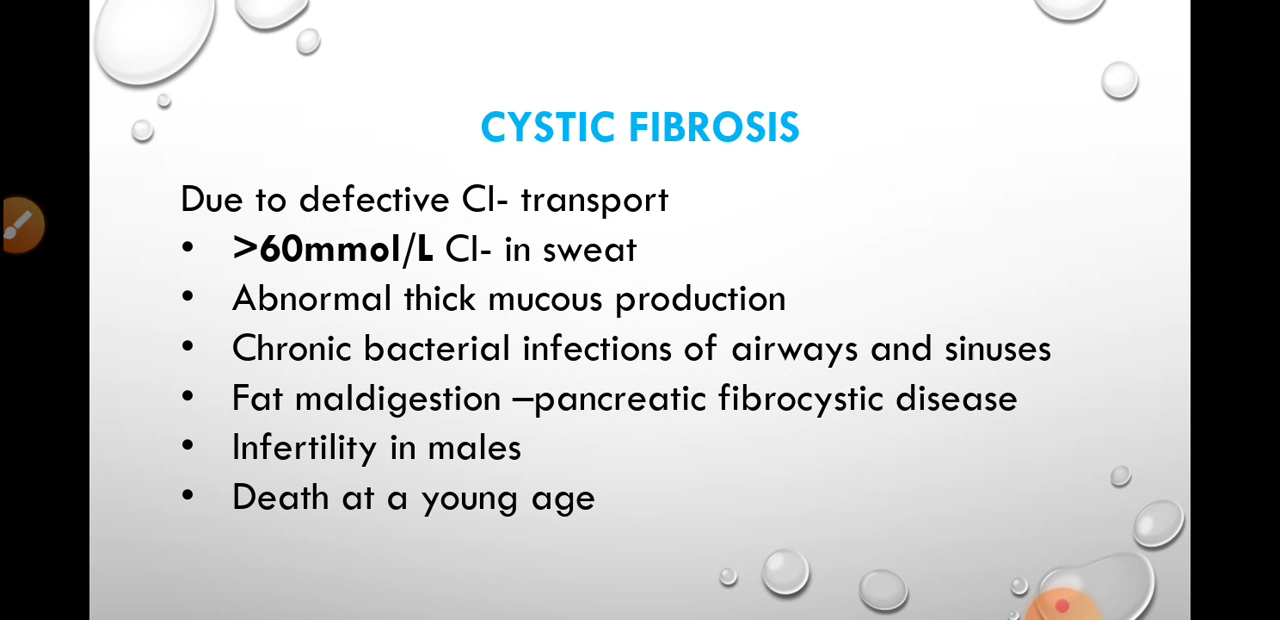 CYSTIC FIBROSIS
Due to defective Cl- transport
• >60mmol/L Cl- in sweat
• Abnormal thick mucous production
• Chronic bacterial infections of airways and sinuses
• Fat maldigestion –pancreatic fibrocystic disease
• Infertility in males
• Death at a young age